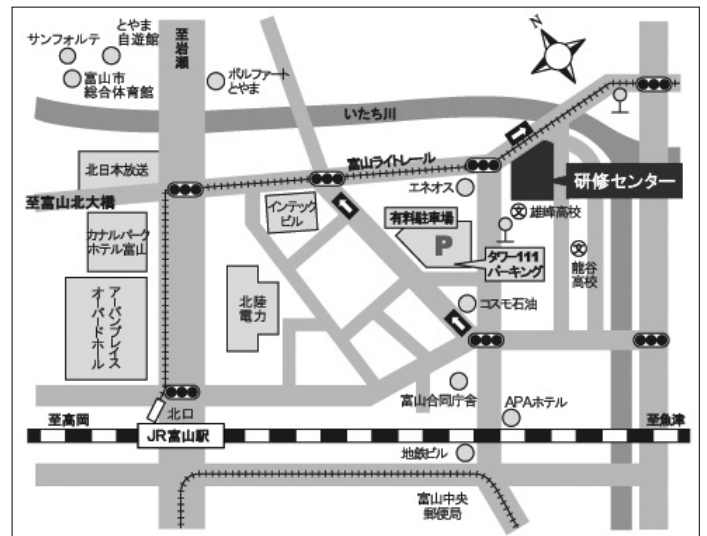 サンフォルテ
とやま
自遊館
至岩瀬
N
富山市
総合体育館
ボルファート
とやま
いたち川
北日本放送
富山ライトレール
エネオス
研修センター
至富山北大橋
インテック
ビル
有料駐車場
P
文 雄峰高校
カナルパーク
ホテル富山
タワー111
パーキング
文
龍谷
高校
アーバンプレイス
オーバードホール
北陸
電力
コスモ石油
富山合同庁舎
APAホテル
至高岡
北口
至魚津
JR富山駅
地鉄ビル
富山中央
郵便局